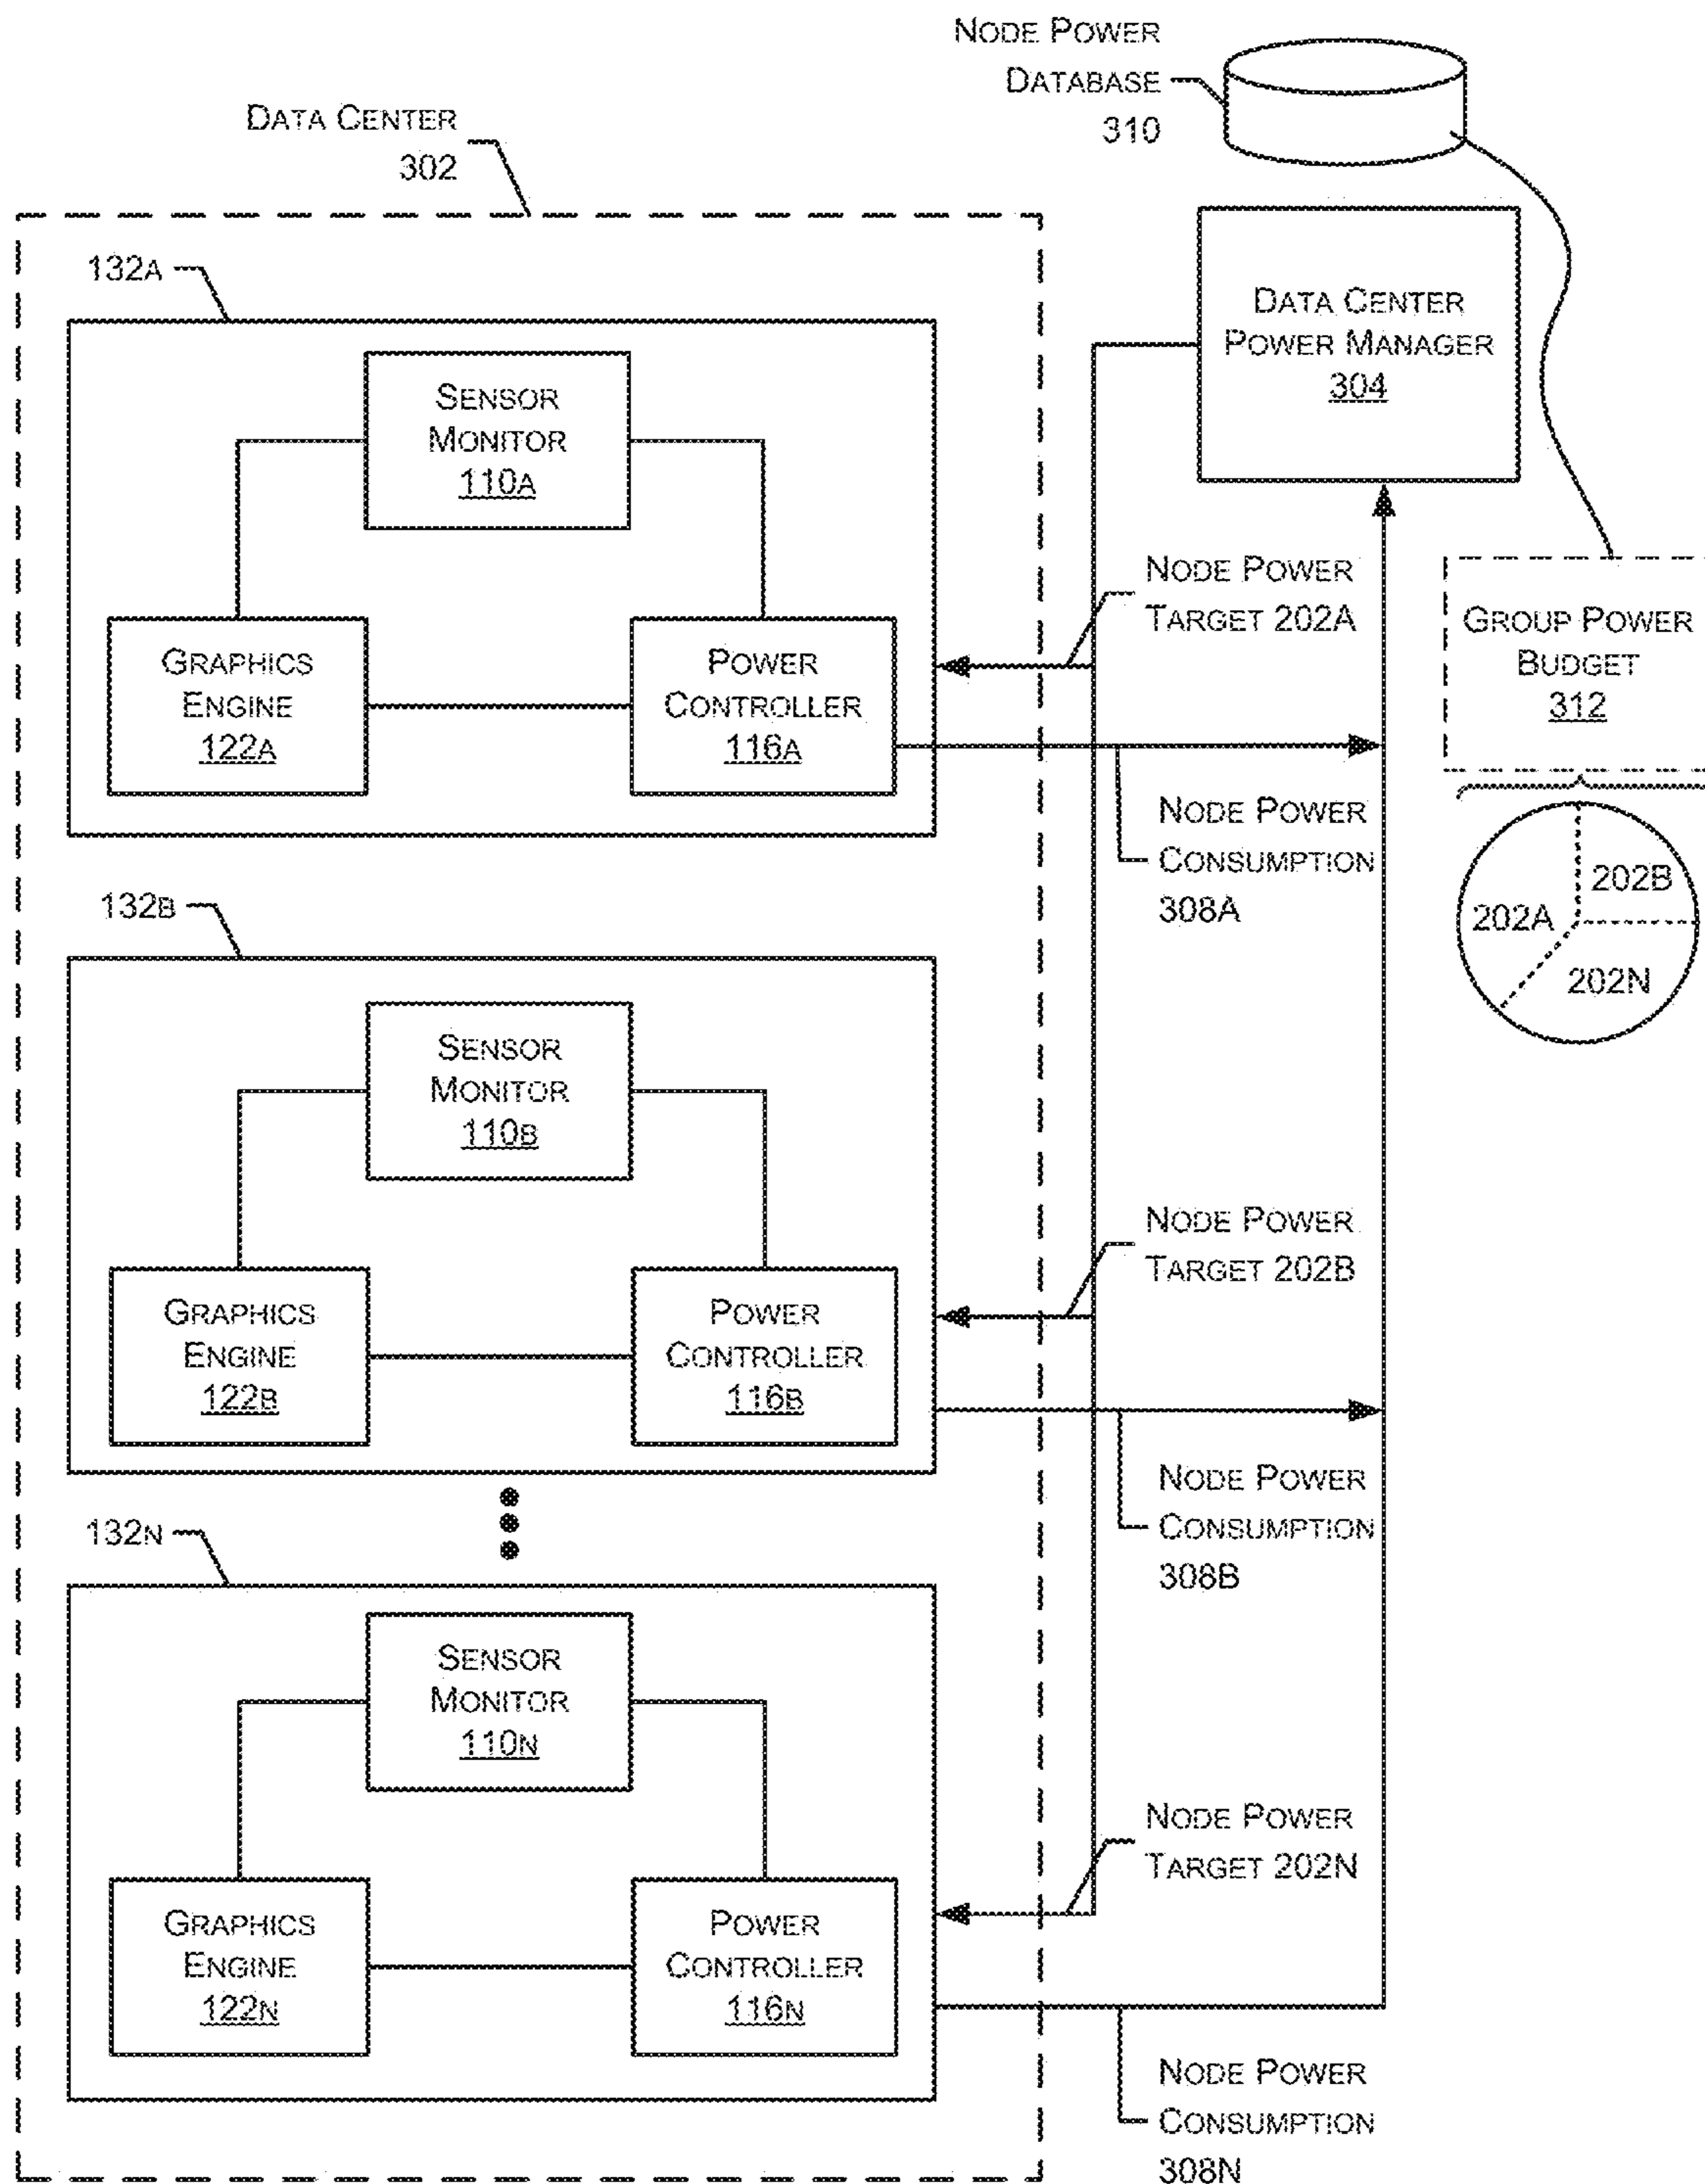 NODE POWER
DATABASE
310
DATA CENTER
302
132A
DATA CENTER
POWER MANAGER
304
SENSOR
MONITOR
110A
NODE POWER
TARGET 202A
GROUP POWER
BUDGET
312
GRAPHICS
ENGINE
122A
POWER
CONTROLLER
116A
NODE POWER
CONSUMPTION
308A
202A
202B
202N
132B
SENSOR
MONITOR
110B
NODE POWER
TARGET 202B
GRAPHICS
ENGINE
122B
POWER
CONTROLLER
116B
NODE POWER
CONSUMPTION
308B
132N
SENSOR
MONITOR
110N
NODE POWER
TARGET 202N
GRAPHICS
ENGINE
122N
POWER
CONTROLLER
116N
NODE POWER
CONSUMPTION
308N